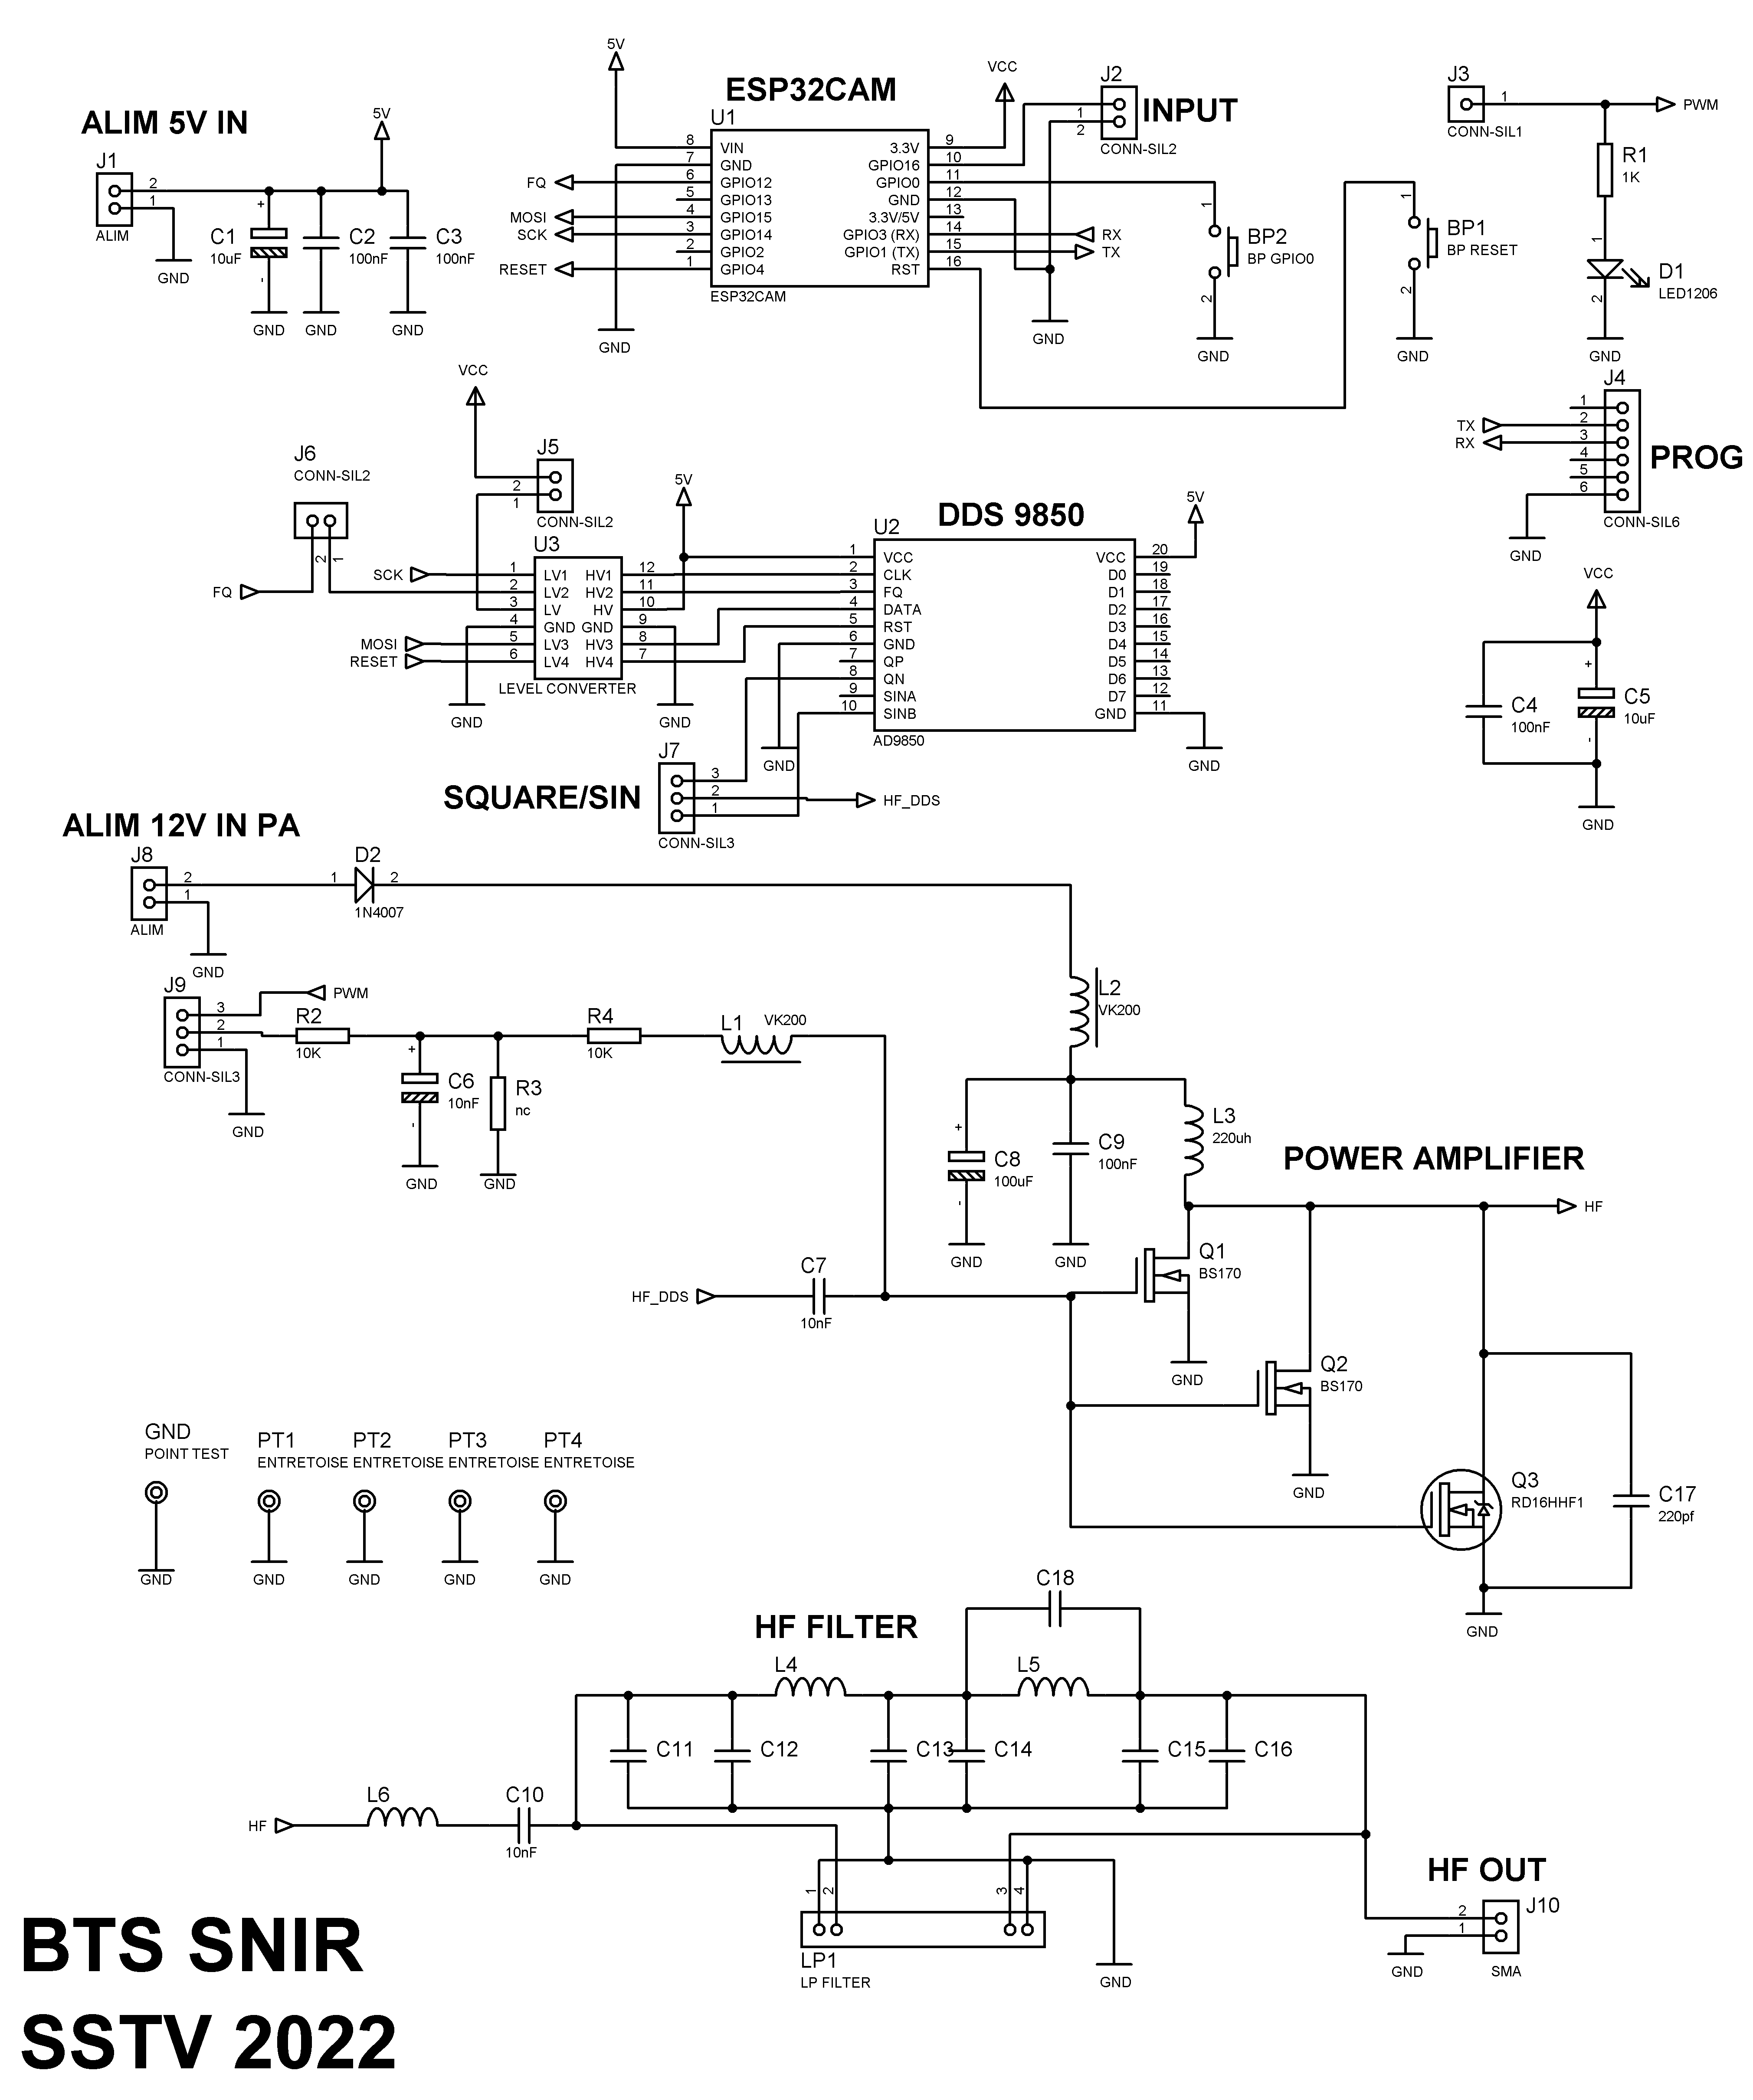 ALIM 5V IN
J1
2
1
ALIM
GND
5V
+
C1
10uF
-
GND
C2
100nF
GND
C3
100nF
GND
5V
ESP32CAM
U1
8 VIN
7 GND
6 GPIO12
5 GPIO13
4 GPIO15
3 GPIO14
2 GPIO2
1 GPIO4
3.3V 9
GPIO16 10
GPIO0 11
GND 12
3.3V/5V 13
GPIO3 (RX) 14
GPIO1 (TX) 15
RST 16
ESP32CAM
FQ
MOSI
SCK
RESET
GND
VCC
J2
INPUT
1
2
CONN-SIL2
RX
TX
GND
1
BP2
BP GPIO0
2
GND
1
BP1
BP RESET
2
GND
J3
1
PWM
CONN-SIL1
R1
1K
1
D1
LED1206
2
GND
J4
1
TX 2
RX 3
4
5
6
PROG
CONN-SIL6
GND
VCC
J5
2
1
CONN-SIL2
J6
CONN-SIL2
2
1
U3
SCK
FQ
MOSI
RESET
1 LV1 HV1 12
2 LV2 HV2 11
3 LV HV 10
4 GND GND 9
5 LV3 HV3 8
6 LV4 HV4 7
LEVEL CONVERTER
GND
GND
5V
DDS 9850
U2
1 VCC
2 CLK
3 FQ
4 DATA
5 RST
6 GND
7 QP
8 QN
9 SINA
10 SINB
VCC 20
D0 19
D1 18
D2 17
D3 16
D4 15
D5 14
D6 13
D7 12
GND 11
AD9850
5V
GND
GND
J7
SQUARE/SIN
3
2
1
HF_DDS
CONN-SIL3
VCC
C4
100nF
+
C5
10uF
-
GND
ALIM 12V IN PA
J8
2
1
ALIM
GND
D2
1
2
1N4007
J9
3
2
1
CONN-SIL3
PWM
GND
R2
10K
+
C6
10nF
-
GND
R3
nc
GND
R4
10K
L1
VK200
L2
VK200
+
C8
100uF
-
GND
C9
100nF
GND
L3
220uh
POWER AMPLIFIER
HF
HF_DDS
C7
10nF
Q1
BS170
GND
Q2
BS170
GND
Q3
RD16HHF1
C17
220pf
GND
GND
POINT TEST
GND
PT1
ENTRETOISE
GND
PT2
ENTRETOISE
GND
PT3
ENTRETOISE
GND
PT4
ENTRETOISE
GND
HF FILTER
C18
L4
L5
C11
C12
C13
C14
C15
C16
HF
L6
C10
10nF
1
2
3
4
LP1
LP FILTER
GND
HF OUT
J10
2
1
GND
SMA
BTS SNIR
SSTV 2022